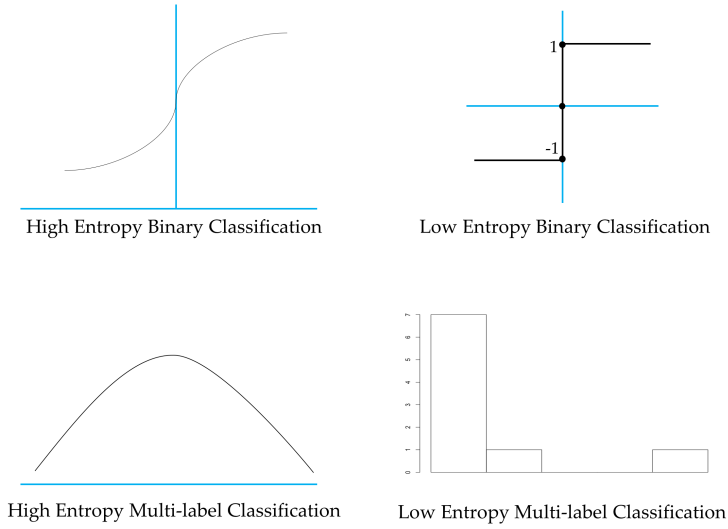 1
-1
High Entropy Binary Classification
Low Entropy Binary Classification
7
6
5
4
3
2
1
0
High Entropy Multi-label Classification
Low Entropy Multi-label Classification